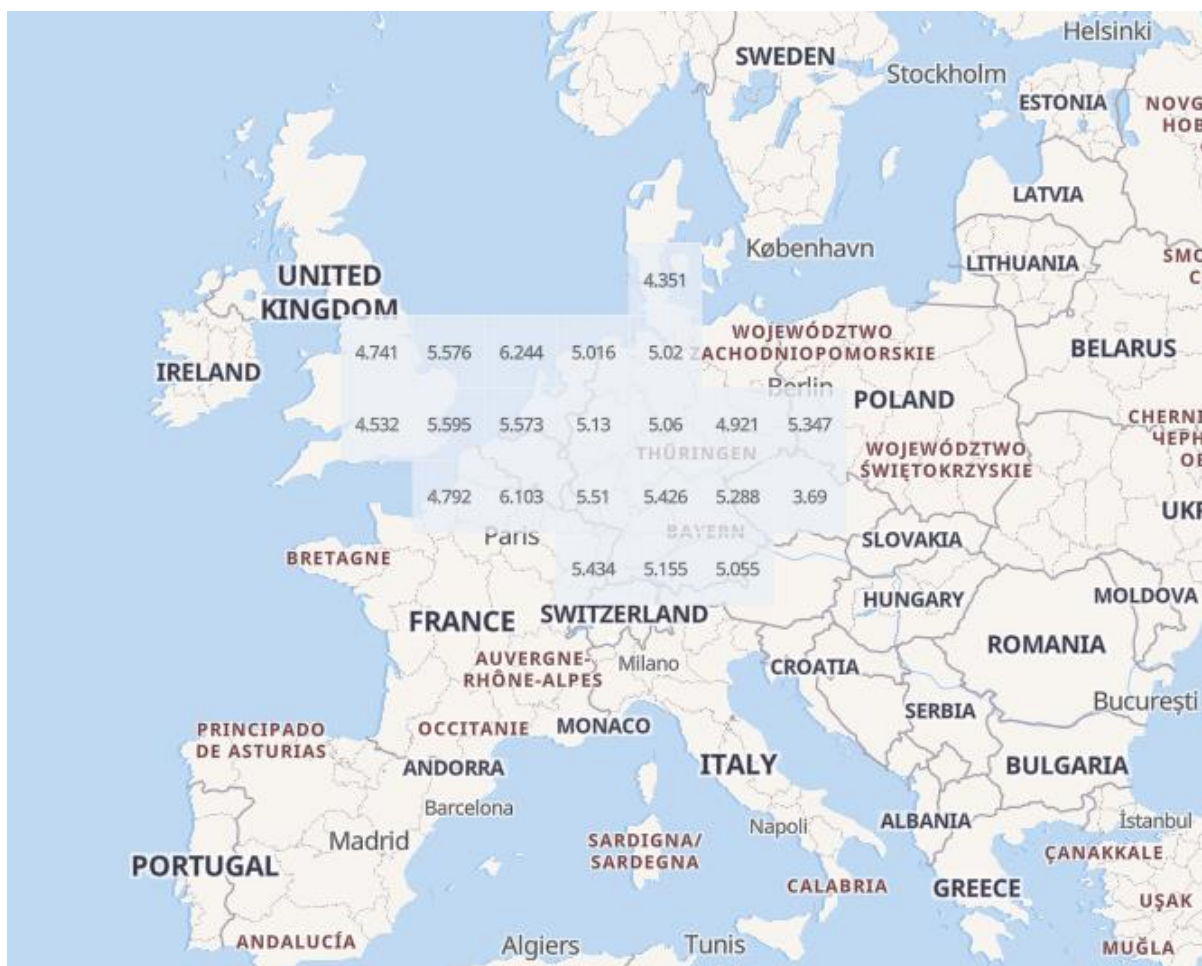 Helsinki
SWEDEN
Stockholm
ESTONIA
NOVG
HOB
LATVIA
København
LITHUANIA
SMO
UNITED
KINGDOM
4.351
WOJEWÓDZTWO
ZACHODNIOPOMORSKIE
IRELAND
4.741 5.576 6.244 5.016 5.02
BELARUS
Berlin
POLAND
4.532 5.595 5.573 5.13 5.06 4.921 5.347
CHERNI
ЧЕРН
THÜRINGEN
WOJEWÓDZTWO
ŚWIĘTOKRZYSKIE
4.792 6.103 5.51 5.426 5.288 3.69
UKR
Paris
BAYERN
SLOVAKIA
BRETAGNE
5.434 5.155 5.055
HUNGARY
MOLDOVA
FRANCE
SWITZERLAND
ROMANIA
AUVERGNE-
RHÔNE-ALPES
Milano
CROATIA
București
SERBIA
PRINCIPADO
DE ASTURIAS
OCCITANIE
MONACO
ITALY
BULGARIA
ANDORRA
Barcelona
Napoli
ALBANIA
İstanbul
Madrid
SARDIGNA/
SARDEGNA
ÇANAKKALE
PORTUGAL
CALABRIA
GREECE
UŞAK
ANDALUCÍA
Algiers
Tunis
MUĞLA